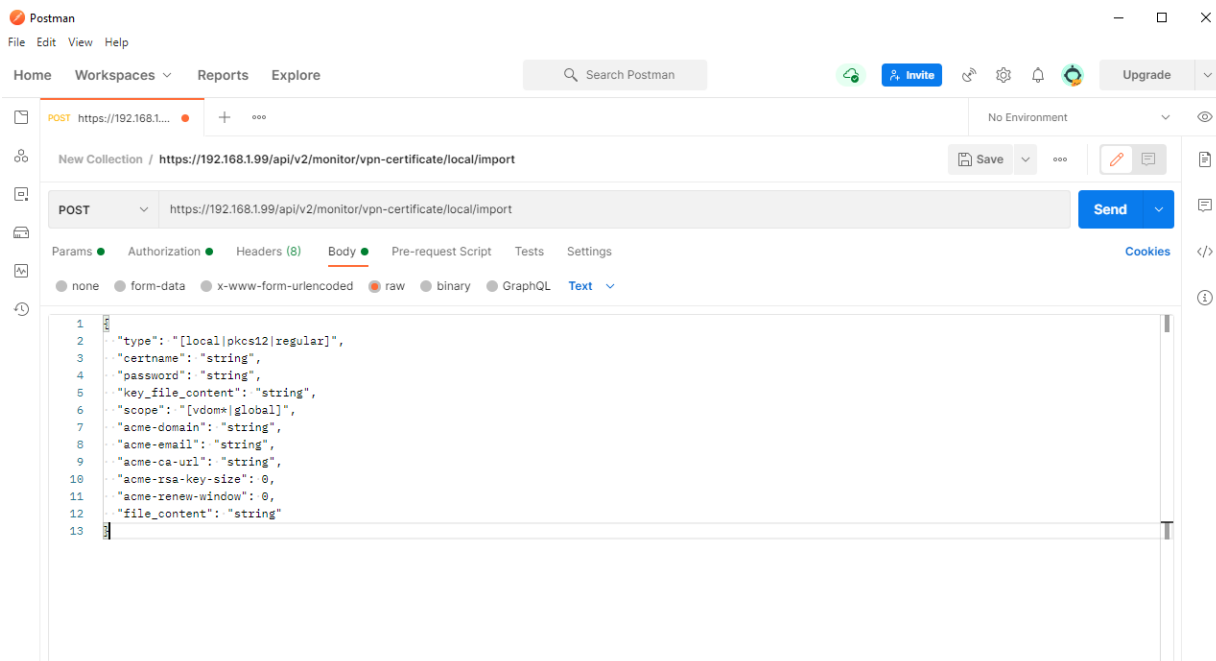 Postman
File Edit View Help
Home Workspaces Reports Explore Search Postman Invite Upgrade
POST https://192.168.1.... No Environment
New Collection / https://192.168.1.99/api/v2/monitor/vpn-certificate/local/import Save
POST https://192.168.1.99/api/v2/monitor/vpn-certificate/local/import Send
Params Authorization Headers (8) Body Pre-request Script Tests Settings Cookies
none form-data x-www-form-urlencoded raw binary GraphQL Text
1 {
2 "type": "[local|pkcs12|regular]",
3 "certname": "string",
4 "password": "string",
5 "key_file_content": "string",
6 "scope": "[vdom*|global]",
7 "acme-domain": "string",
8 "acme-email": "string",
9 "acme-ca-url": "string",
10 "acme-rsa-key-size": 0,
11 "acme-renew-window": 0,
12 "file_content": "string"
13 }